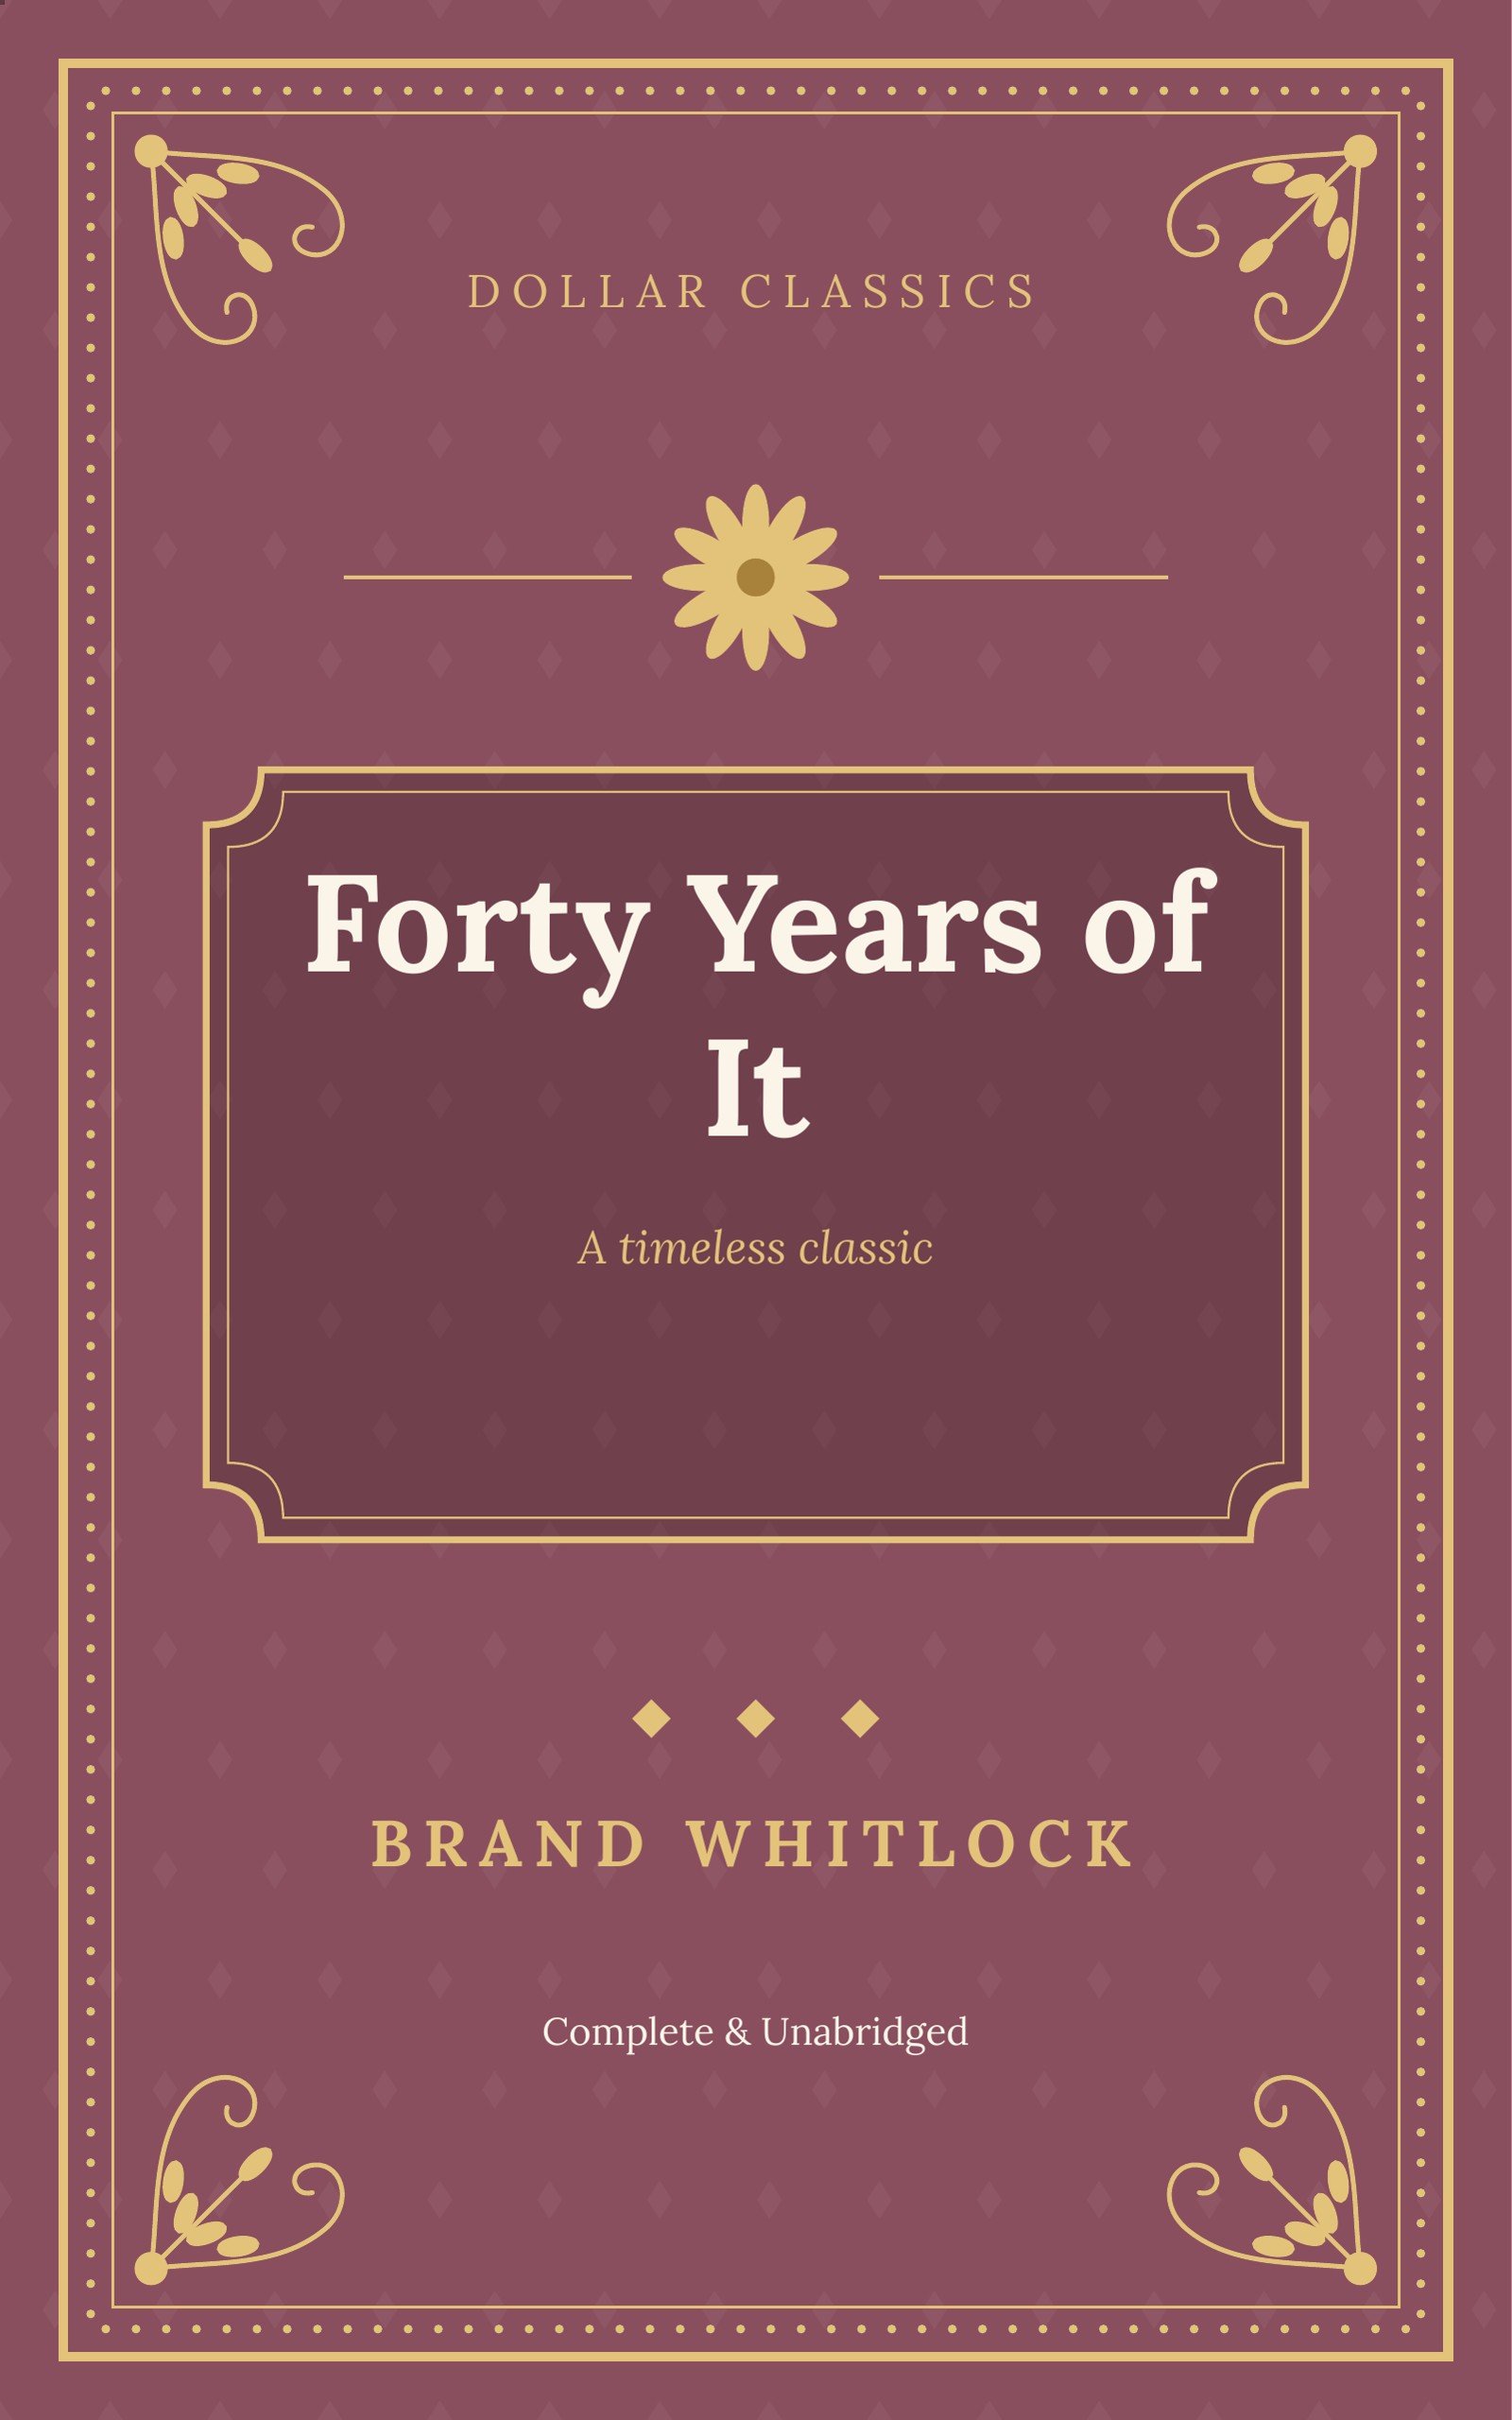 DOLLAR CLASSICS
Forty Years of
It
A timeless classic
BRAND WHITLOCK
Complete & Unabridged